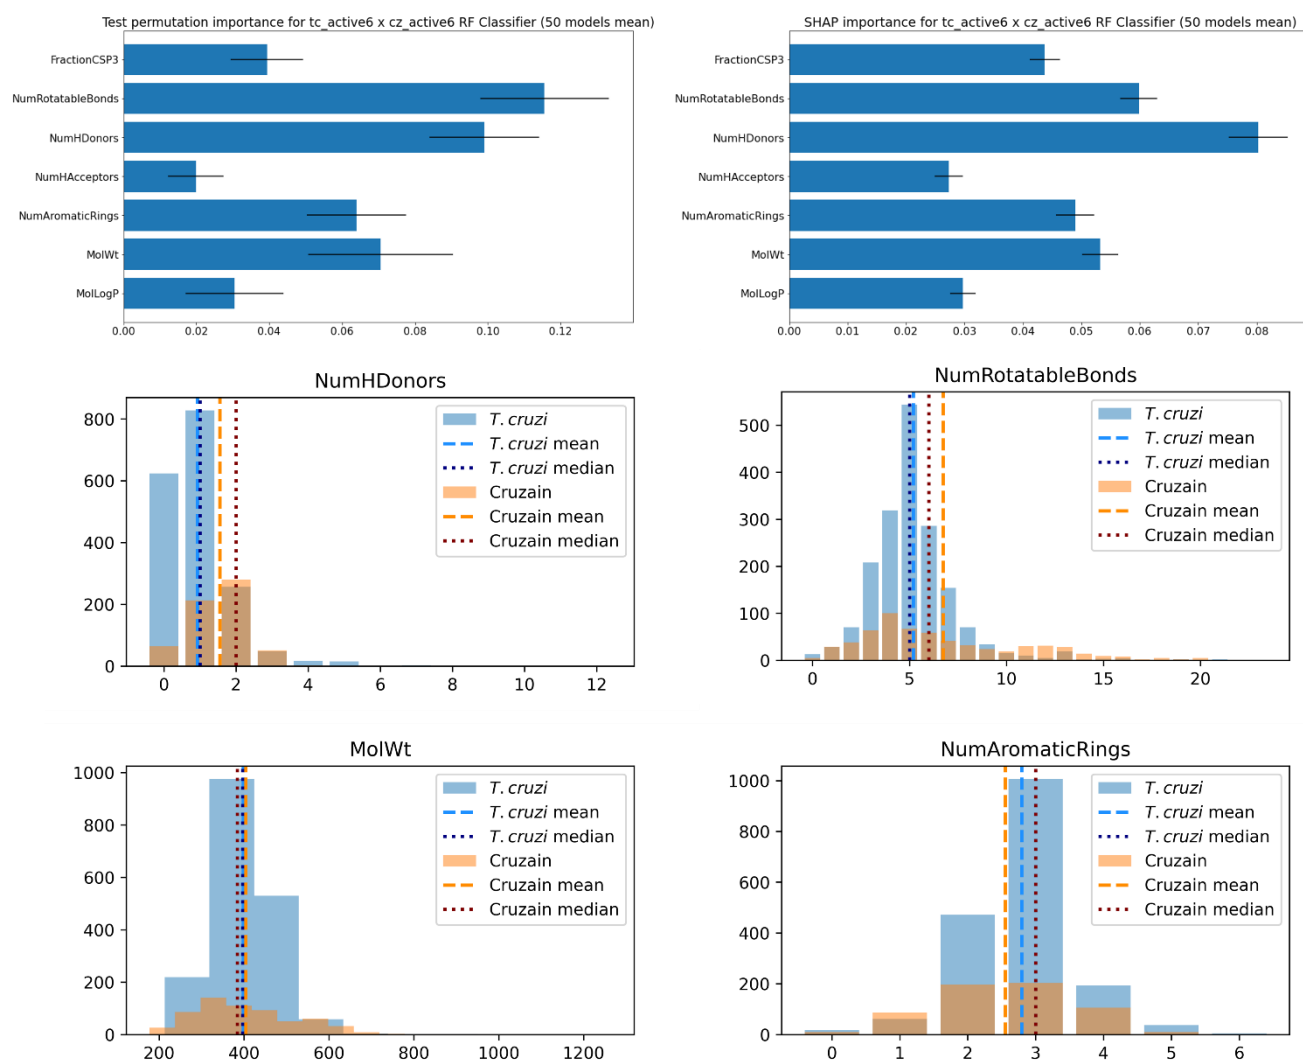 Test permutation importance for tc_active6 x cz_active6 RF Classifier (50 models mean)
FractionCSP3
NumRotatableBonds
NumHDonors
NumHAcceptors
NumAromaticRings
MolWt
MolLogP
0.00 0.02 0.04 0.06 0.08 0.10 0.12
SHAP importance for tc_active6 x cz_active6 RF Classifier (50 models mean)
FractionCSP3
NumRotatableBonds
NumHDonors
NumHAcceptors
NumAromaticRings
MolWt
MolLogP
0.00 0.01 0.02 0.03 0.04 0.05 0.06 0.07 0.08
NumHDonors
800
600
400
200
0
T. cruzi
T. cruzi mean
T. cruzi median
Cruzain
Cruzain mean
Cruzain median
0 2 4 6 8 10 12
NumRotatableBonds
500
400
300
200
100
0
T. cruzi
T. cruzi mean
T. cruzi median
Cruzain
Cruzain mean
Cruzain median
0 5 10 15 20
MolWt
1000
800
600
400
200
0
T. cruzi
T. cruzi mean
T. cruzi median
Cruzain
Cruzain mean
Cruzain median
200 400 600 800 1000 1200
NumAromaticRings
1000
800
600
400
200
0
T. cruzi
T. cruzi mean
T. cruzi median
Cruzain
Cruzain mean
Cruzain median
0 1 2 3 4 5 6